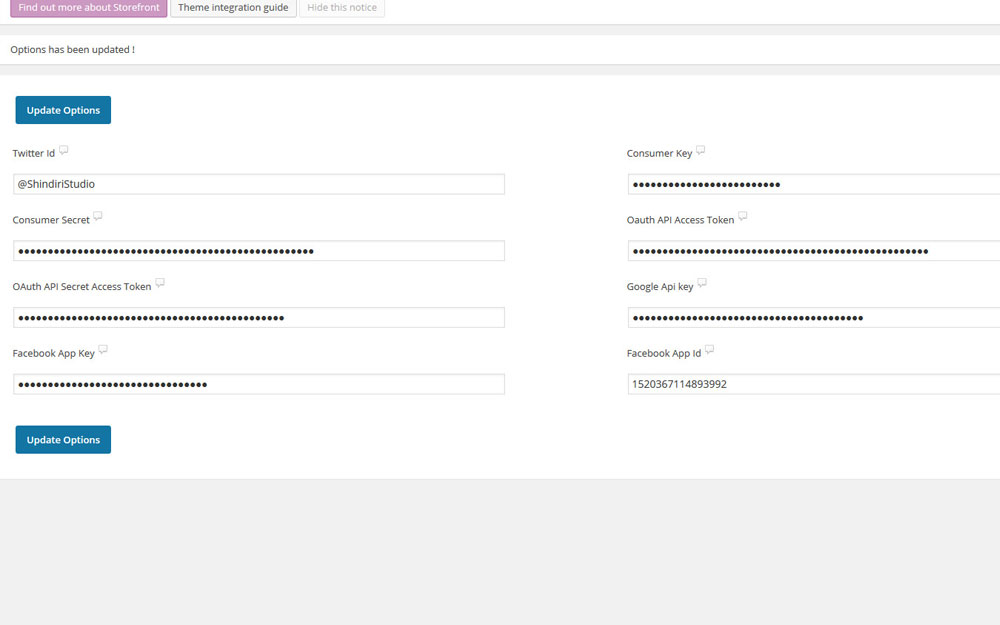 Find out more about Storefront Theme integration guide Hide this notice
Options has been updated !
Update Options
Twitter Id Consumer Key
@ShindiriStudio
Consumer Secret Oauth API Access Token
OAuth API Secret Access Token Google Api key
Facebook App Key Facebook App Id
1520367114893992
Update Options